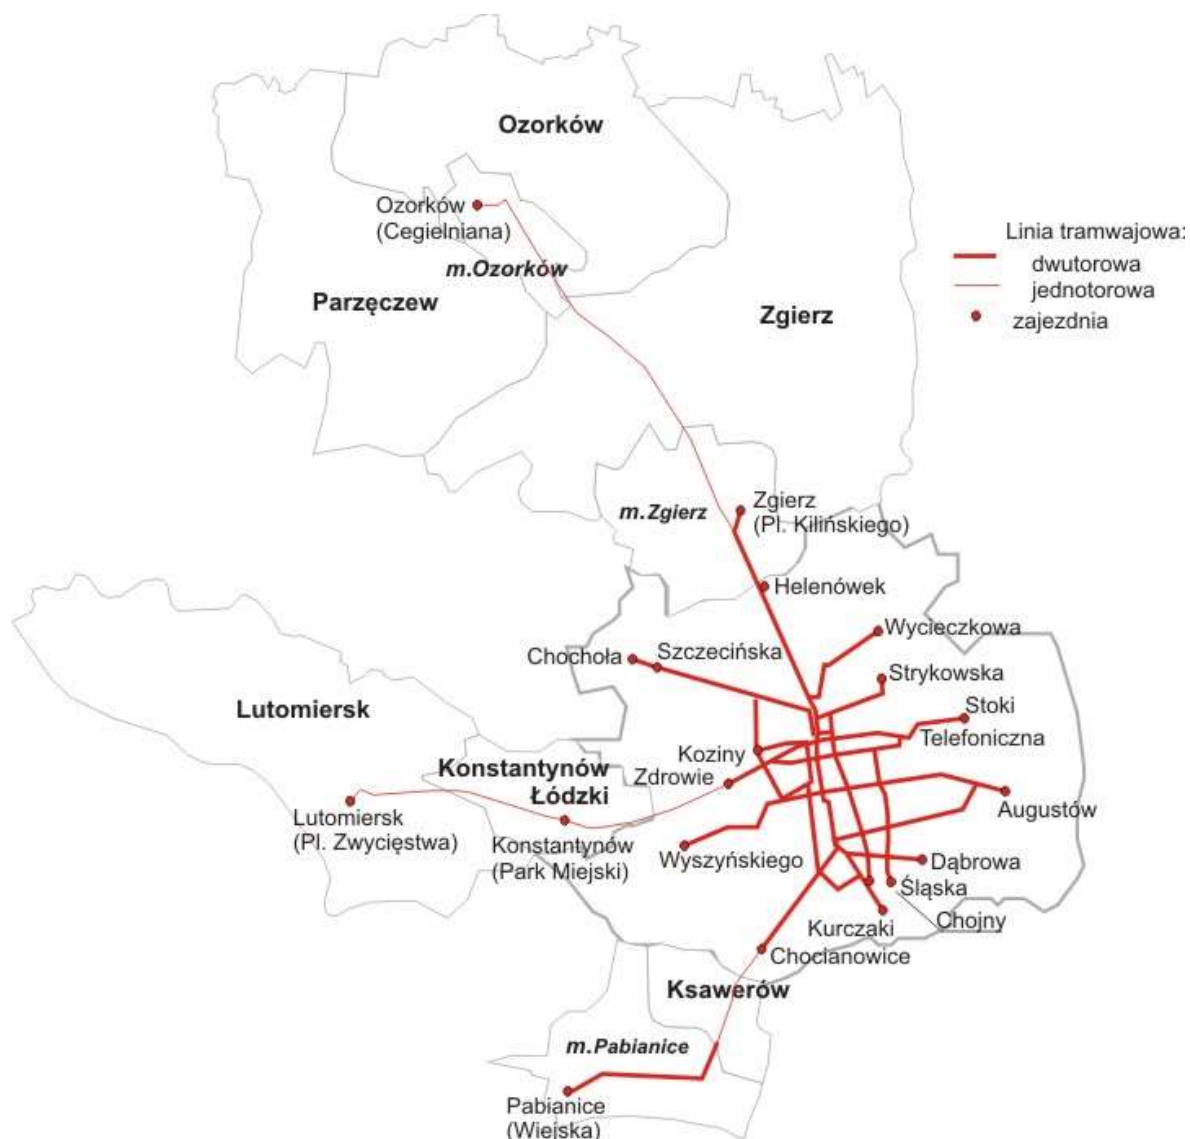 Ozorków
Ozorków
(Cegielniana)
m.Ozorków
Parzęczew
Zgierz
Linia tramwajowa:
dwutorowa
jednotorowa
zajezdnia
m.Zgierz
Zgierz
(Pl. Kilińskiego)
Helenówek
Wycieczkowa
Chochoła
Szczecińska
Strykowska
Stoki
Telefoniczna
Lutomiersk
Koziny
Zdrowie
Konstantynów
Łódzki
Augustów
Lutomiersk
(Pl. Zwycięstwa)
Konstantynów
(Park Miejski)
Wyszyńskiego
Dąbrowa
Śląska
Chojny
Kurczaki
Choclanowice
Ksawerów
m.Pabianice
Pabianice
(Wiejska)